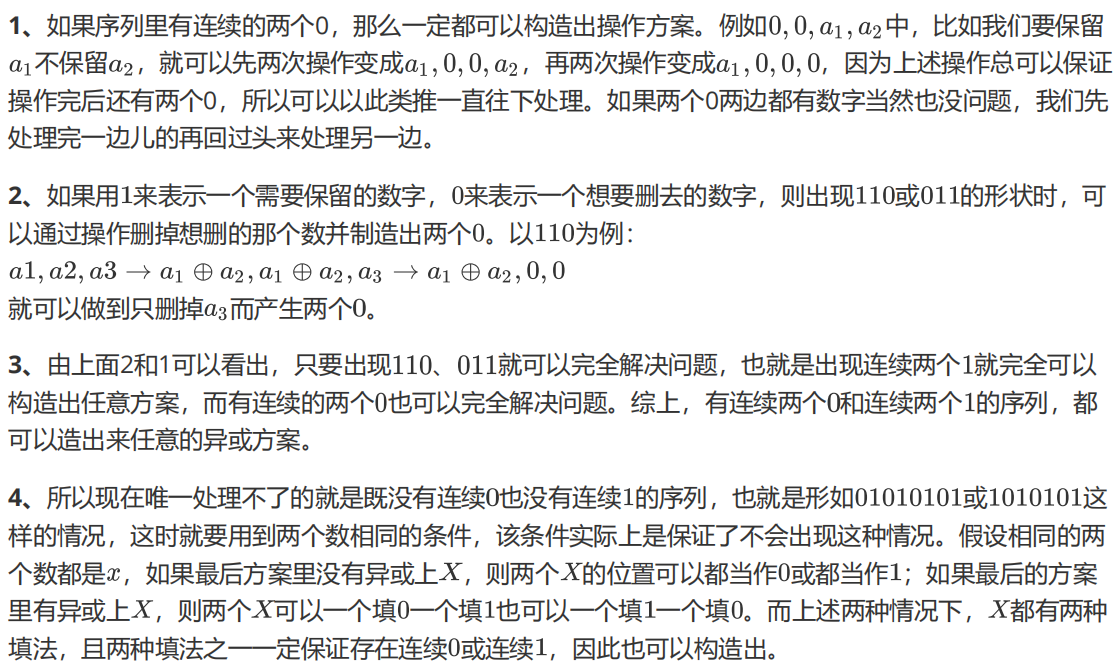 1、如果序列里有连续的两个0，那么一定都可以构造出操作方案。例如0, 0, a₁, a₂中，比如我们要保留
a₁不保留a₂，就可以先两次操作变成a₁, 0, 0, a₂，再两次操作变成a₁, 0, 0, 0，因为上述操作总可以保证
操作完后还有两个0，所以可以以此类推一直往下处理。如果两个0两边都有数字当然也没问题，我们先
处理完一边儿的再回过头来处理另一边。
2、如果用1来表示一个需要保留的数字，0来表示一个想要删去的数字，则出现110或011的形状时，可
以通过操作删掉想删的那个数并制造出两个0。以110为例：
a1, a2, a3 → a₁ ⊕ a₂, a₁ ⊕ a₂, a₃ → a₁ ⊕ a₂, 0, 0
就可以做到只删掉a₃而产生两个0。
3、由上面2和1可以看出，只要出现110、011就可以完全解决问题，也就是出现连续两个1就完全可以
构造出任意方案，而有连续的两个0也可以完全解决问题。综上，有连续两个0和连续两个1的序列，都
可以造出来任意的异或方案。
4、所以现在唯一处理不了的就是既没有连续0也没有连续1的序列，也就是形如01010101或1010101这
样的情况，这时就要用到两个数相同的条件，该条件实际上是保证了不会出现这种情况。假设相同的两
个数都是x，如果最后方案里没有异或上X，则两个X的位置可以都当作0或都当作1；如果最后的方案
里有异或上X，则两个X可以一个填0一个填1也可以一个填1一个填0。而上述两种情况下，X都有两种
填法，且两种填法之一一定保证存在连续0或连续1，因此也可以构造出。